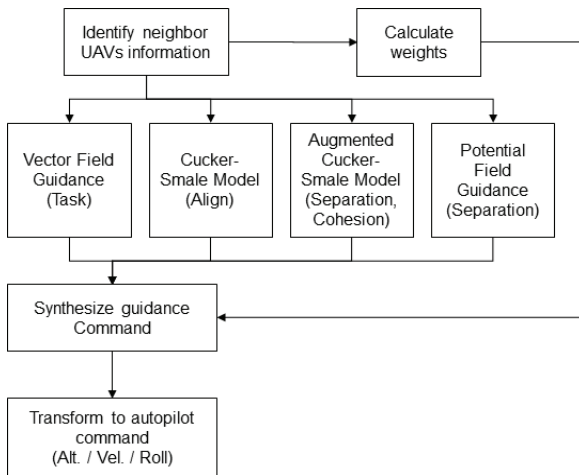 Identify neighbor
UAVs information
Calculate
weights
Vector Field
Guidance
(Task)
Cucker-
Smale Model
(Align)
Augmented
Cucker-
Smale Model
(Separation,
Cohesion)
Potential
Field
Guidance
(Separation)
Synthesize guidance
Command
Transform to autopilot
command
(Alt. / Vel. / Roll)